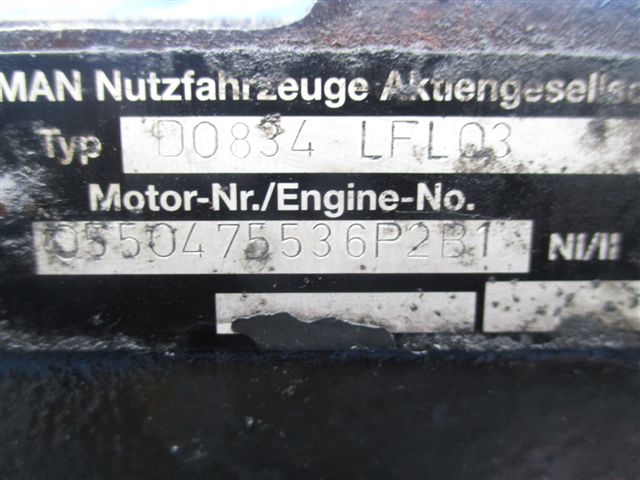 MAN Nutzfahrzeuge Aktiengesellsc
Typ D0834 LFL03
Motor-Nr./Engine-No.
0550475536P2B1 NI/II